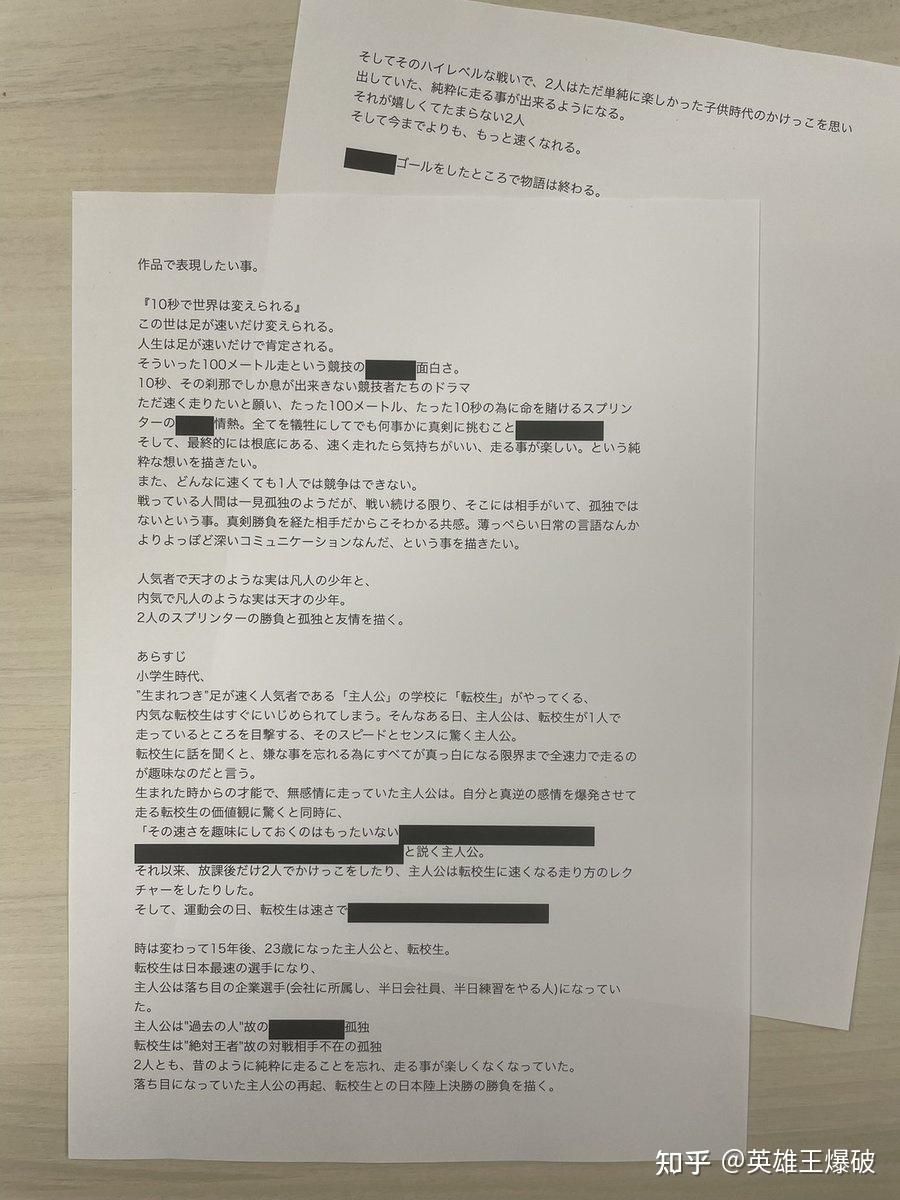 そしてそのハイレベルな戦いで、2人はただ単純に楽しかった子供時代のかけっこを思い
出していた、純粋に走る事が出来るようになる。
それが嬉しくてたまらない2人
そして今までよりも、もっと速くなれる。
ゴールをしたところで物語は終わる。
作品で表現したい事。
『10秒で世界は変えられる』
この世は足が速いだけ変えられる。
人生は足が速いだけで肯定される。
そういった100メートル走という競技の面白さ。
10秒、その刹那でしか息が出来きない競技者たちのドラマ
ただ速く走りたいと願い、たった100メートル、たった10秒の為に命を賭けるスプリン
ターの情熱。全てを犠牲にしてでも何事かに真剣に挑むこと
そして、最終的には根底にある、速く走れたら気持ちがいい、走る事が楽しい。という純
粋な想いを描きたい。
また、どんなに速くても1人では競争はできない。
戦っている人間は一見孤独のようだが、戦い続ける限り、そこには相手がいて、孤独では
ないという事。真剣勝負を経た相手だからこそわかる共感。薄っぺらい日常の言語なんか
よりよっぽど深いコミュニケーションなんだ、という事を描きたい。
人気者で天才のような実は凡人の少年と、
内気で凡人のような実は天才の少年。
2人のスプリンターの勝負と孤独と友情を描く。
あらすじ
小学生時代、
"生まれつき"足が速く人気者である「主人公」の学校に「転校生」がやってくる、
内気な転校生はすぐにいじめられてしまう。そんなある日、主人公は、転校生が1人で
走っているところを目撃する、そのスピードとセンスに驚く主人公。
転校生に話を聞くと、嫌な事を忘れる為にすべてが真っ白になる限界まで全速力で走るの
が趣味なのだと言う。
生まれた時からの才能で、無感情に走っていた主人公は。自分と真逆の感情を爆発させて
走る転校生の価値観に驚くと同時に、
「その速さを趣味にしておくのはもったいない
と説く主人公。
それ以来、放課後だけ2人でかけっこをしたり、主人公は転校生に速くなる走り方のレク
チャーをしたりした。
そして、運動会の日、転校生は速さで
時は変わって15年後、23歳になった主人公と、転校生。
転校生は日本最速の選手になり、
主人公は落ち目の企業選手(会社に所属し、半日会社員、半日練習をやる人)になってい
た。
主人公は"過去の人"故の孤独
転校生は"絶対王者"故の対戦相手不在の孤独
2人とも、昔のように純粋に走ることを忘れ、走る事が楽しくなくなっていた。
落ち目になっていた主人公の再起、転校生との日本陸上決勝の勝負を描く。
知乎 @英雄王爆破